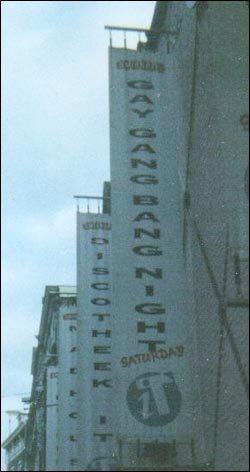 GAY GANG BANG NIGHT
SATURDAY
iT
DISCOTHEEK IT